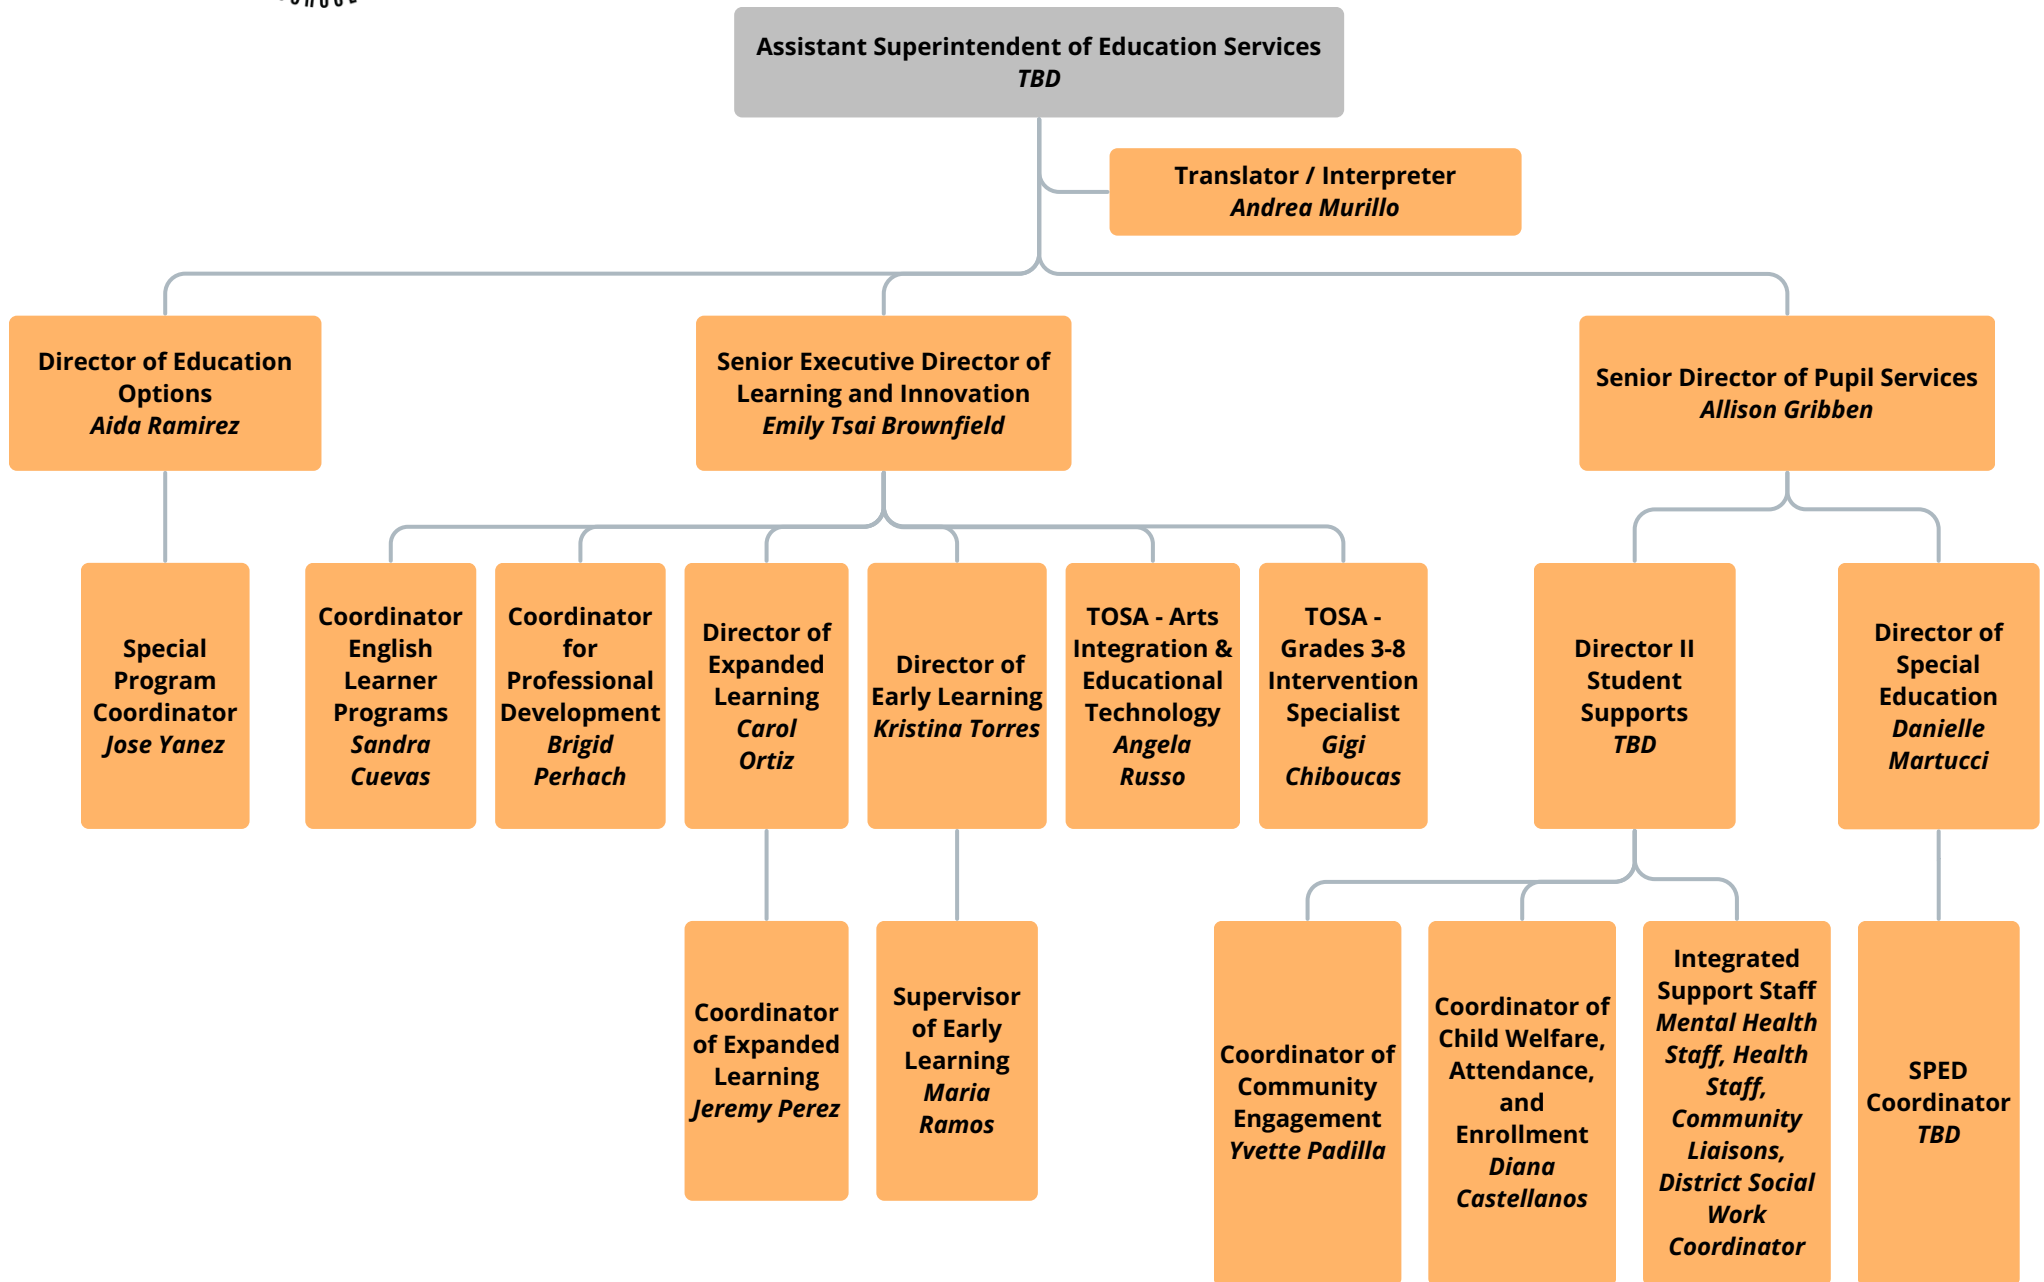 Assistant Superintendent of Education Services
TBD
Translator / Interpreter
Andrea Murillo
Director of Education
Options
Aida Ramirez
Senior Executive Director of
Learning and Innovation
Emily Tsai Brownfield
Senior Director of Pupil Services
Allison Gribben
Special
Program
Coordinator
Jose Yanez
Coordinator
English
Learner
Programs
Sandra
Cuevas
Coordinator
for
Professional
Development
Brigid
Perhach
Director of
Expanded
Learning
Carol
Ortiz
Director of
Early Learning
Kristina Torres
TOSA - Arts
Integration &
Educational
Technology
Angela
Russo
TOSA -
Grades 3-8
Intervention
Specialist
Gigi
Chiboucas
Director II
Student
Supports
TBD
Director of
Special
Education
Danielle
Martucci
Coordinator
of Expanded
Learning
Jeremy Perez
Supervisor
of Early
Learning
Maria
Ramos
Coordinator of
Community
Engagement
Yvette Padilla
Coordinator of
Child Welfare,
Attendance,
and
Enrollment
Diana
Castellanos
Integrated
Support Staff
Mental Health
Staff, Health
Staff,
Community
Liaisons,
District Social
Work
Coordinator
SPED
Coordinator
TBD